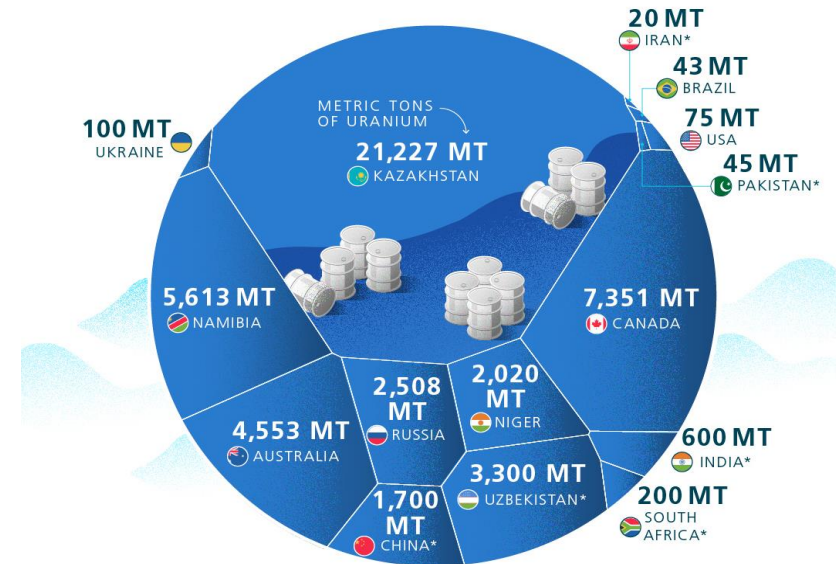 20 MT
IRAN*
43 MT
BRAZIL
75 MT
USA
45 MT
PAKISTAN*
METRIC TONS
OF URANIUM
21,227 MT
KAZAKHSTAN
100 MT
UKRAINE
5,613 MT
NAMIBIA
7,351 MT
CANADA
4,553 MT
AUSTRALIA
2,508
MT
RUSSIA
2,020
MT
NIGER
600 MT
INDIA*
3,300 MT
UZBEKISTAN*
200 MT
SOUTH
AFRICA*
1,700
MT
CHINA*